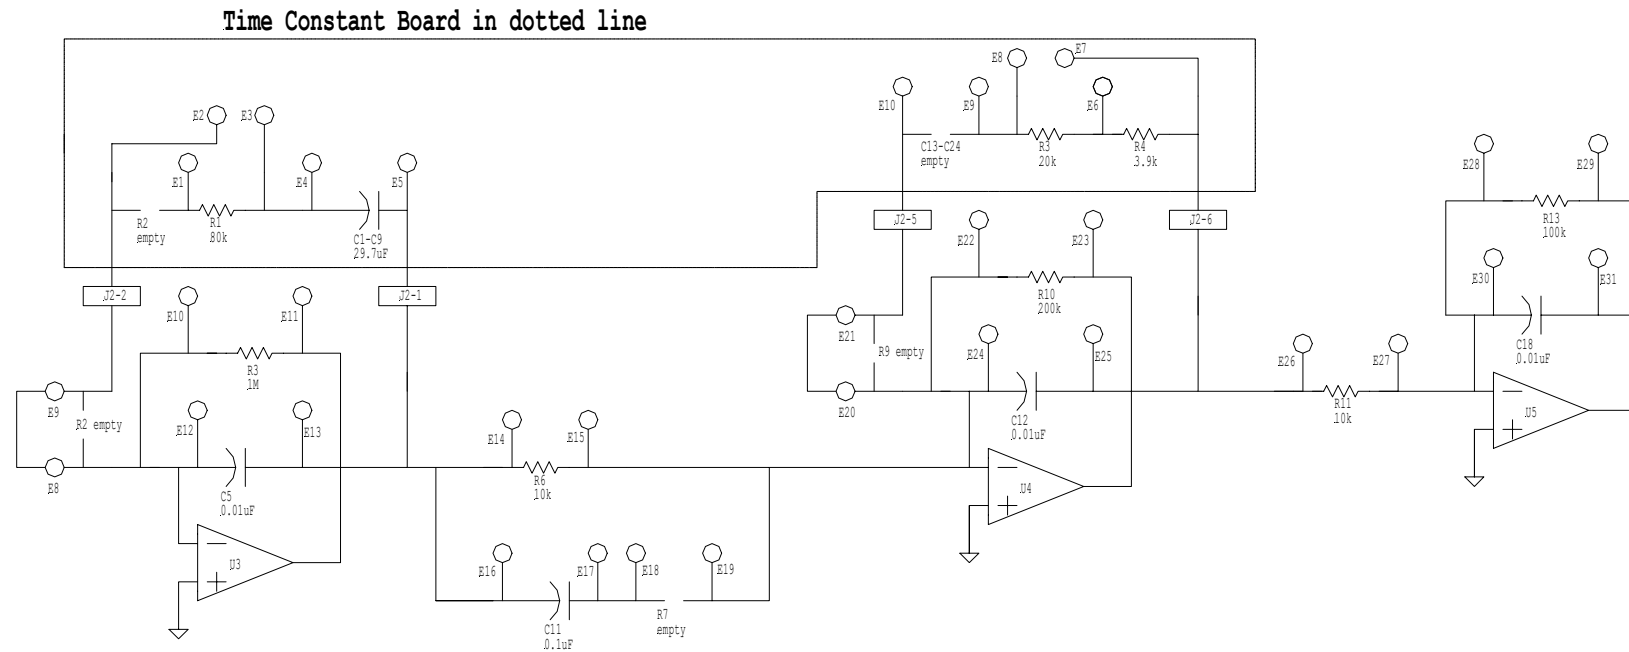 Time Constant Board in dotted line
E7
E8
E10
E9
E6
E2
E3
C13-C24
empty
R3
20k
R4
3.9k
E28
E29
E1
E4
E5
R2
empty
R1
80k
C1-C9
29.7uF
J2-5
J2-6
R13
100k
E22
E23
E30
E31
J2-2
J2-1
E10
E11
R10
200k
E21
R9 empty
E24
E25
E26
E27
C18
0.01uF
R3
1M
E9
R2 empty
E12
E13
E20
C12
0.01uF
R11
10k
U5
E14
E15
E8
R6
10k
U4
C5
0.01uF
U3
E16
E17
E18
E19
C11
0.1uF
R7
empty